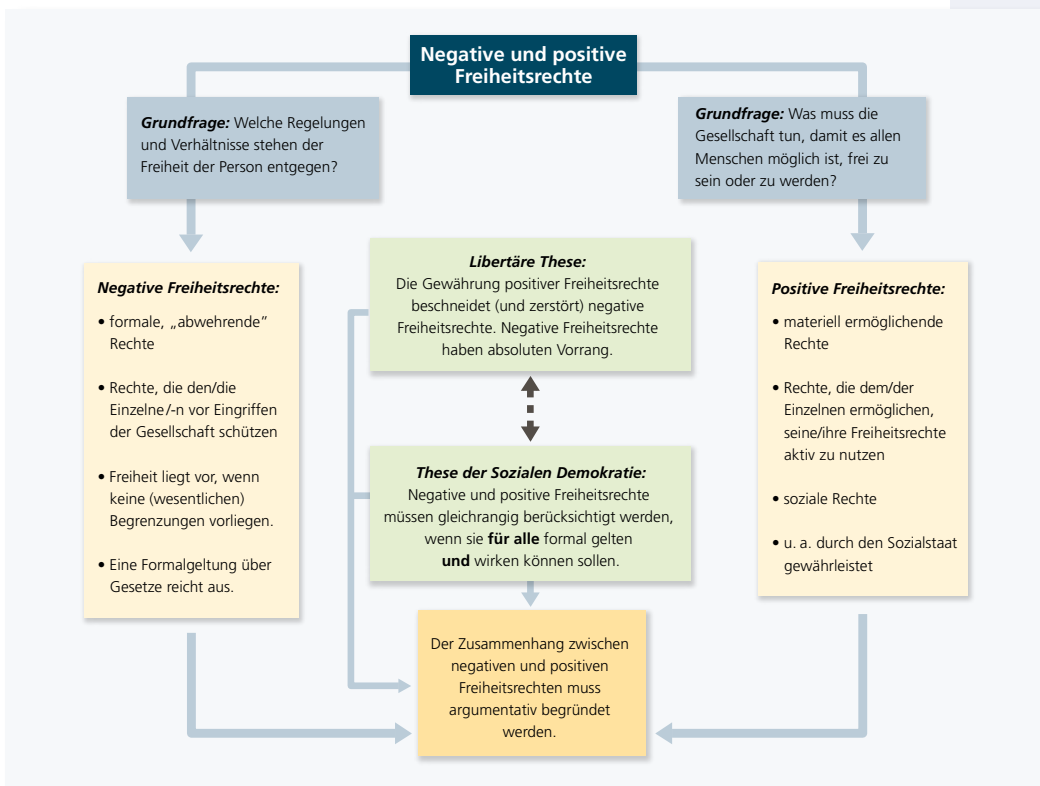 Negative und positive
Freiheitsrechte
Grundfrage: Welche Regelungen
und Verhältnisse stehen der
Freiheit der Person entgegen?
Grundfrage: Was muss die
Gesellschaft tun, damit es allen
Menschen möglich ist, frei zu
sein oder zu werden?
Negative Freiheitsrechte:
• formale, „abwehrende”
Rechte
• Rechte, die den/die
Einzelne/-n vor Eingriffen
der Gesellschaft schützen
• Freiheit liegt vor, wenn
keine (wesentlichen)
Begrenzungen vorliegen.
• Eine Formalgeltung über
Gesetze reicht aus.
Libertäre These:
Die Gewährung positiver Freiheitsrechte
beschneidet (und zerstört) negative
Freiheitsrechte. Negative Freiheitsrechte
haben absoluten Vorrang.
These der Sozialen Demokratie:
Negative und positive Freiheitsrechte
müssen gleichrangig berücksichtigt werden,
wenn sie für alle formal gelten
und wirken können sollen.
Positive Freiheitsrechte:
• materiell ermöglichende
Rechte
• Rechte, die dem/der
Einzelnen ermöglichen,
seine/ihre Freiheitsrechte
aktiv zu nutzen
• soziale Rechte
• u. a. durch den Sozialstaat
gewährleistet
Der Zusammenhang zwischen
negativen und positiven
Freiheitsrechten muss
argumentativ begründet
werden.